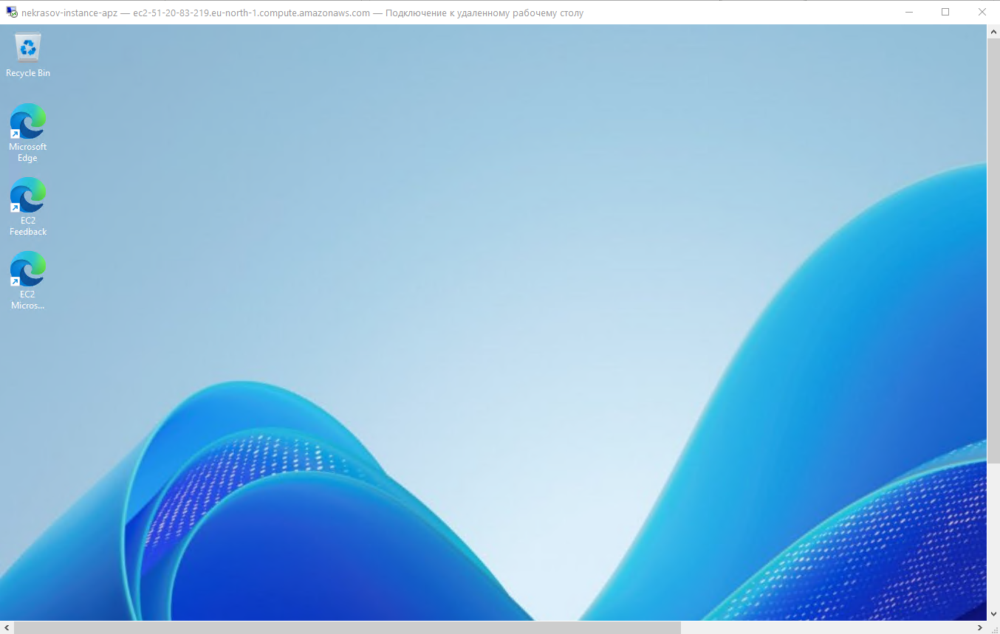 nekrasov-instance-apz — ec2-51-20-83-219.eu-north-1.compute.amazonaws.com — Подключение к удаленному рабочему столу
Recycle Bin
Microsoft
Edge
EC2
Feedback
EC2
Micros...